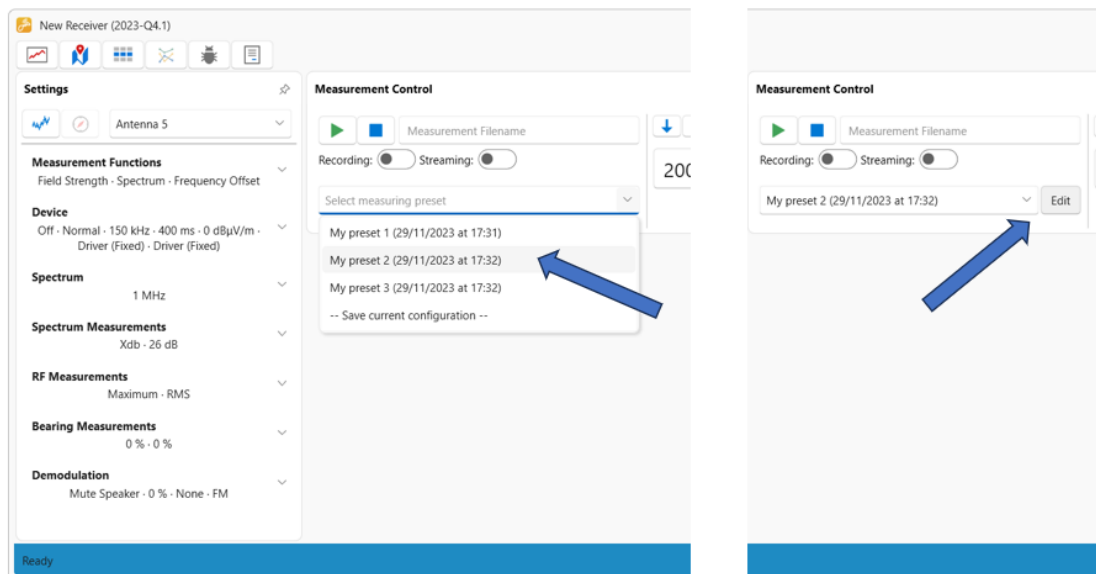 New Receiver (2023-Q4.1)
Settings
Antenna 5
Measurement Functions
Field Strength · Spectrum · Frequency Offset
Device
Off · Normal · 150 kHz · 400 ms · 0 dBµV/m ·
Driver (Fixed) · Driver (Fixed)
Spectrum
1 MHz
Spectrum Measurements
Xdb · 26 dB
RF Measurements
Maximum · RMS
Bearing Measurements
0 % · 0 %
Demodulation
Mute Speaker · 0 % · None · FM
Ready
Measurement Control
Measurement Filename
Recording: Streaming:
200
Select measuring preset
My preset 1 (29/11/2023 at 17:31)
My preset 2 (29/11/2023 at 17:32)
My preset 3 (29/11/2023 at 17:32)
-- Save current configuration --
Measurement Control
Measurement Filename
Recording: Streaming:
My preset 2 (29/11/2023 at 17:32) Edit